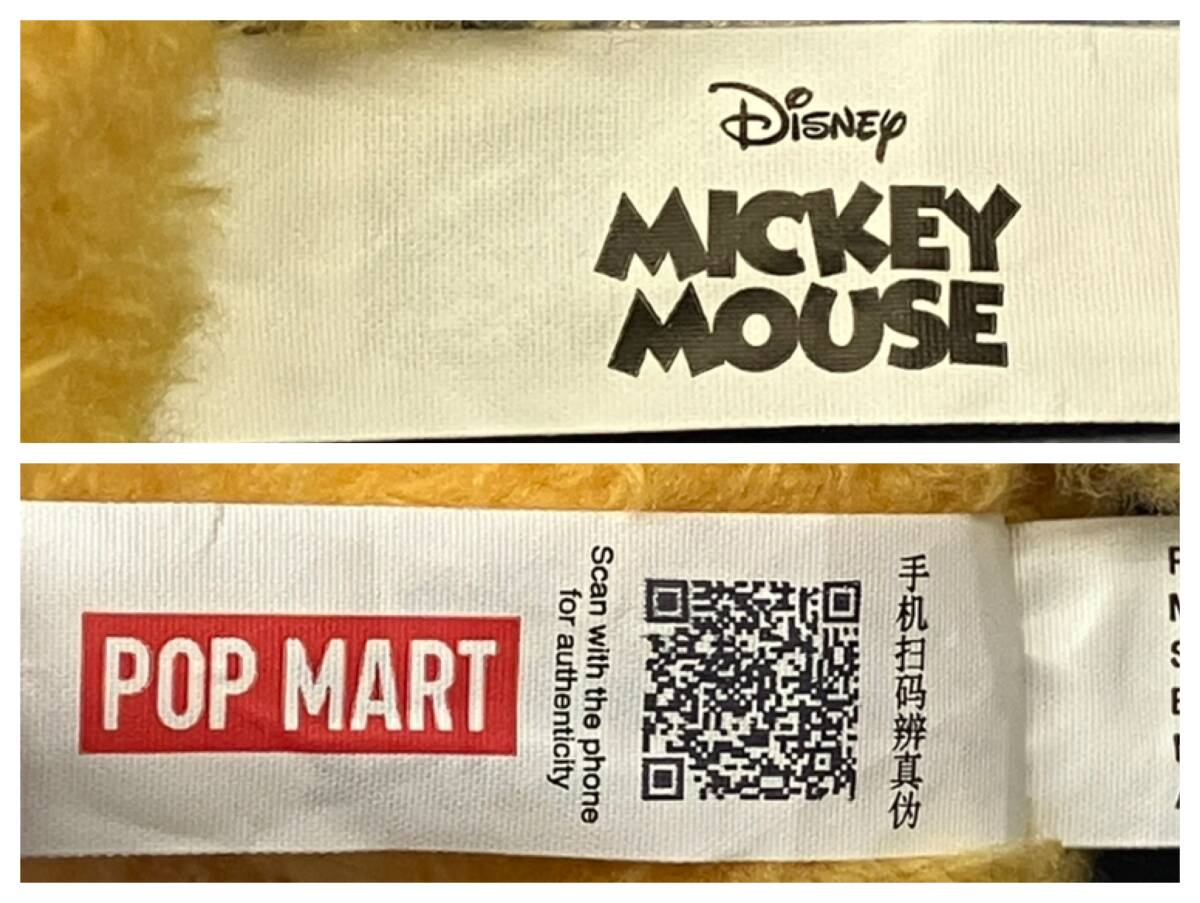 Disney
MICKEY
MOUSE
POP MART
Scan with the phone
for authenticity
手机扫码辨真伪